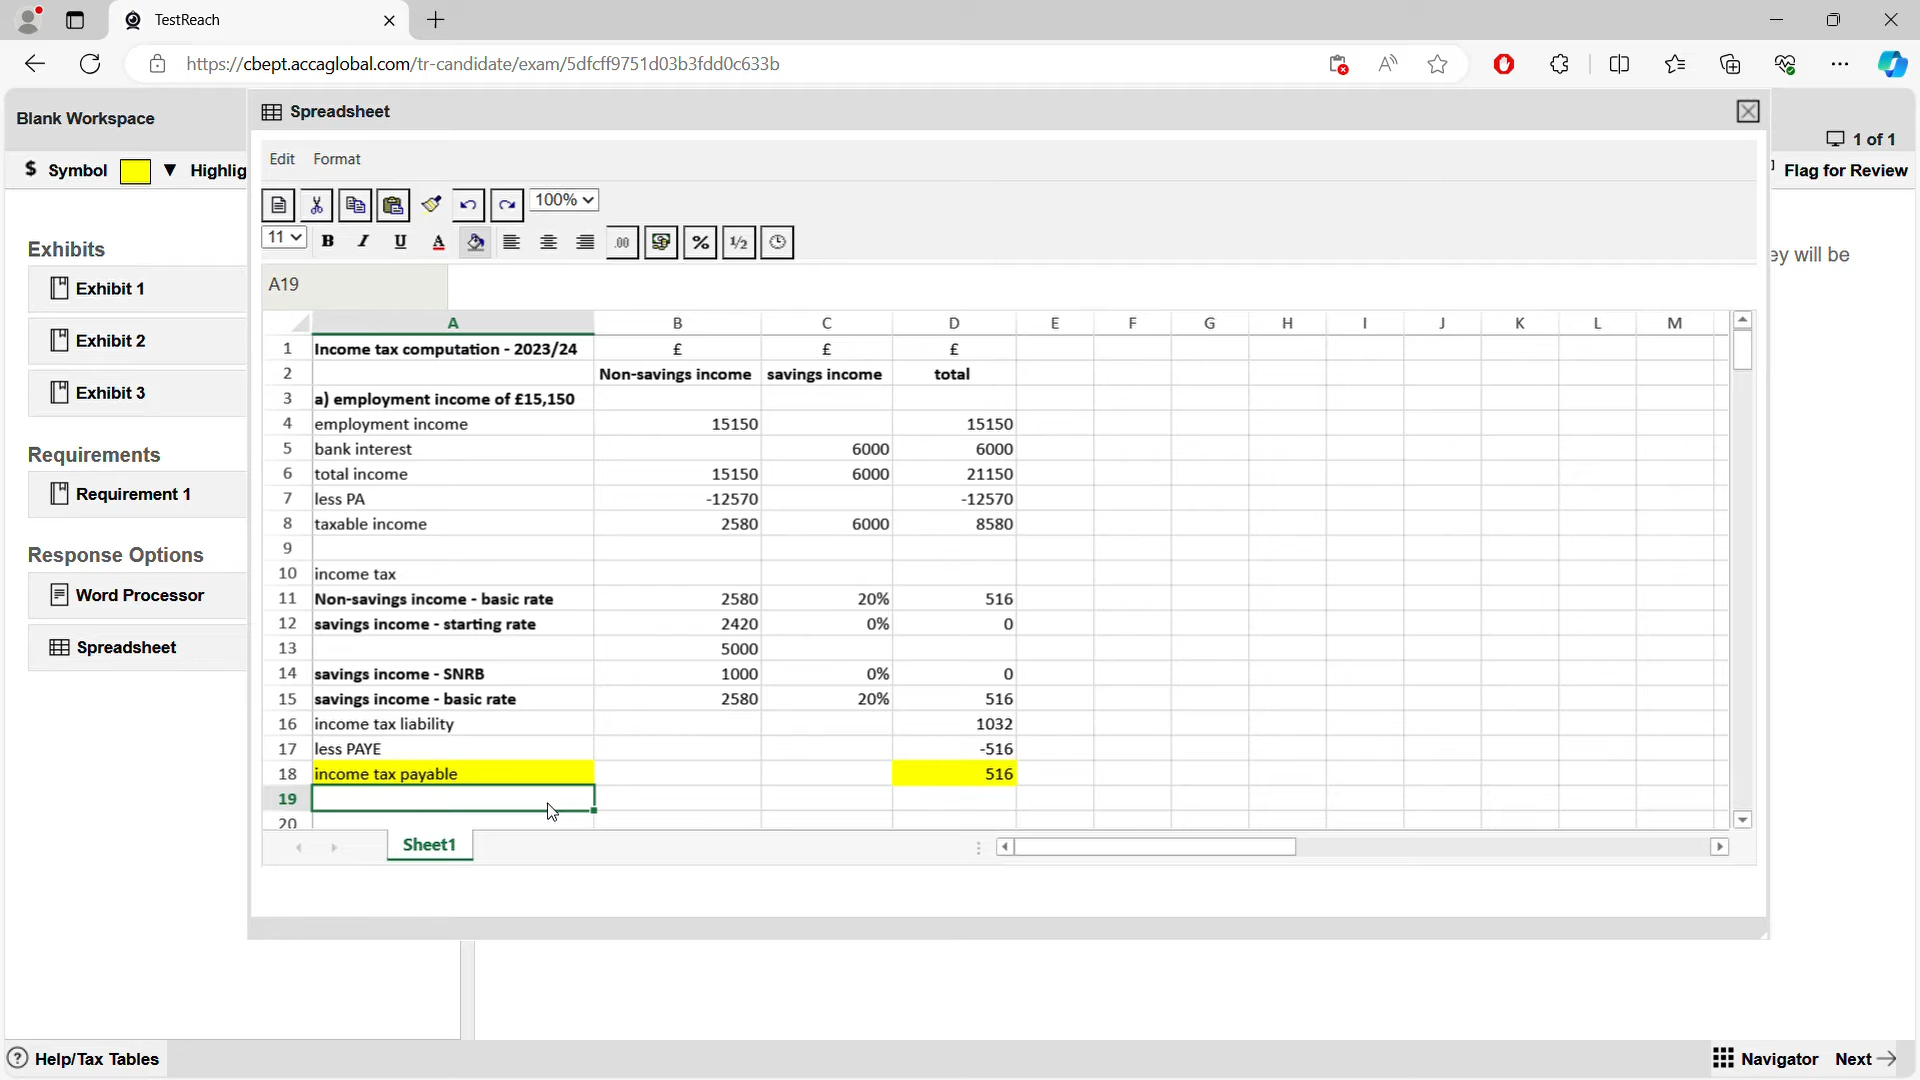 TestReach
https://cbept.accaglobal.com/tr-candidate/exam/5dfcff9751d03b3fdd0c633b
Blank Workspace
Spreadsheet
1 of 1
$ Symbol
Highlig
Flag for Review
Edit Format
100%
11 B I U A .00 % 1/2
A19
ey will be
Exhibits
Exhibit 1
Exhibit 2
Exhibit 3
Requirements
Requirement 1
Response Options
Word Processor
Spreadsheet
A B C D E F G H I J K L M
1 Income tax computation - 2023/24 £ £ £
2 Non-savings income savings income total
3 a) employment income of £15,150
4 employment income 15150 15150
5 bank interest 6000 6000
6 total income 15150 6000 21150
7 less PA -12570 -12570
8 taxable income 2580 6000 8580
9
10 income tax
11 Non-savings income - basic rate 2580 20% 516
12 savings income - starting rate 2420 0% 0
13 5000
14 savings income - SNRB 1000 0% 0
15 savings income - basic rate 2580 20% 516
16 income tax liability 1032
17 less PAYE -516
18 income tax payable 516
19
20
Sheet1
Help/Tax Tables
Navigator Next